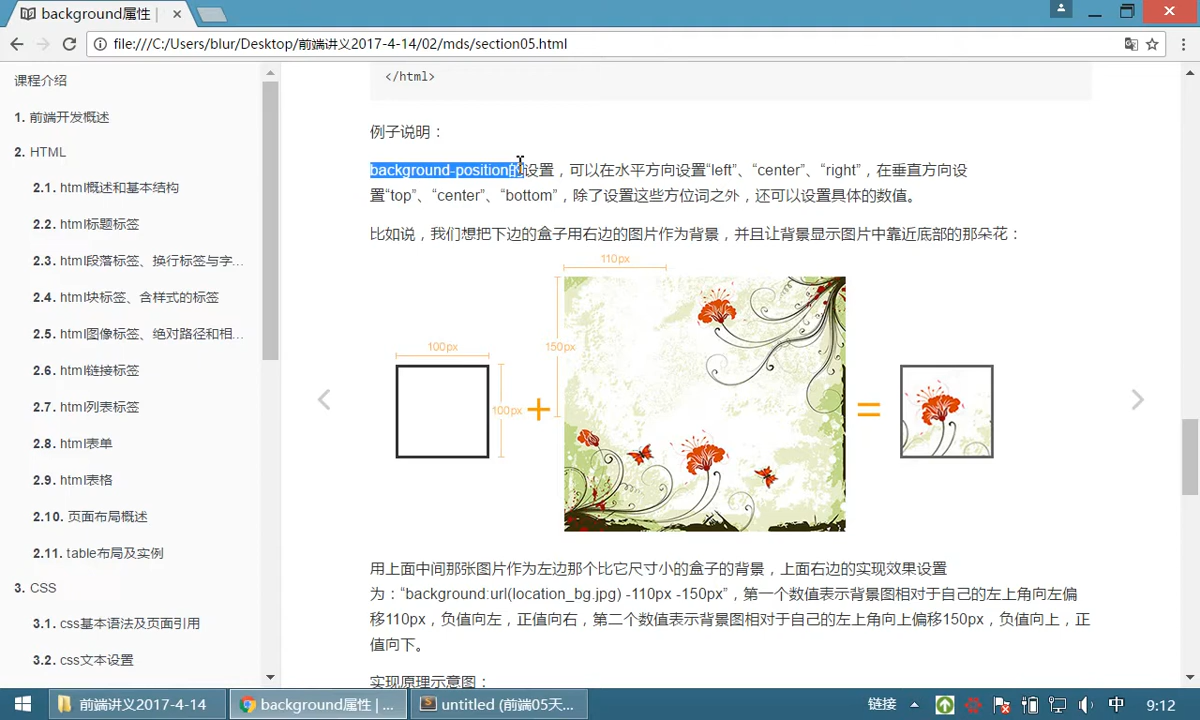 background属性 |
file:///C:/Users/blur/Desktop/前端讲义2017-4-14/02/mds/section05.html
课程介绍
1. 前端开发概述
2. HTML
2.1. html概述和基本结构
2.2. html标题标签
2.3. html段落标签、换行标签与字...
2.4. html块标签、含样式的标签
2.5. html图像标签、绝对路径和相...
2.6. html链接标签
2.7. html列表标签
2.8. html表单
2.9. html表格
2.10. 页面布局概述
2.11. table布局及实例
3. CSS
3.1. css基本语法及页面引用
3.2. css文本设置
</html>
例子说明：
background-position的设置，可以在水平方向设置“left”、“center”、“right”，在垂直方向设
置“top”、“center”、“bottom”，除了设置这些方位词之外，还可以设置具体的数值。
比如说，我们想把下边的盒子用右边的图片作为背景，并且让背景显示图片中靠近底部的那朵花：
110px
100px
150px
100px
用上面中间那张图片作为左边那个比它尺寸小的盒子的背景，上面右边的实现效果设置
为：“background:url(location_bg.jpg) -110px -150px”，第一个数值表示背景图相对于自己的左上角向左偏
移110px，负值向左，正值向右，第二个数值表示背景图相对于自己的左上角向上偏移150px，负值向上，正
值向下。
实现原理示意图：
前端讲义2017-4-14
background属性 | ...
untitled (前端05天...
链接
中
9:12